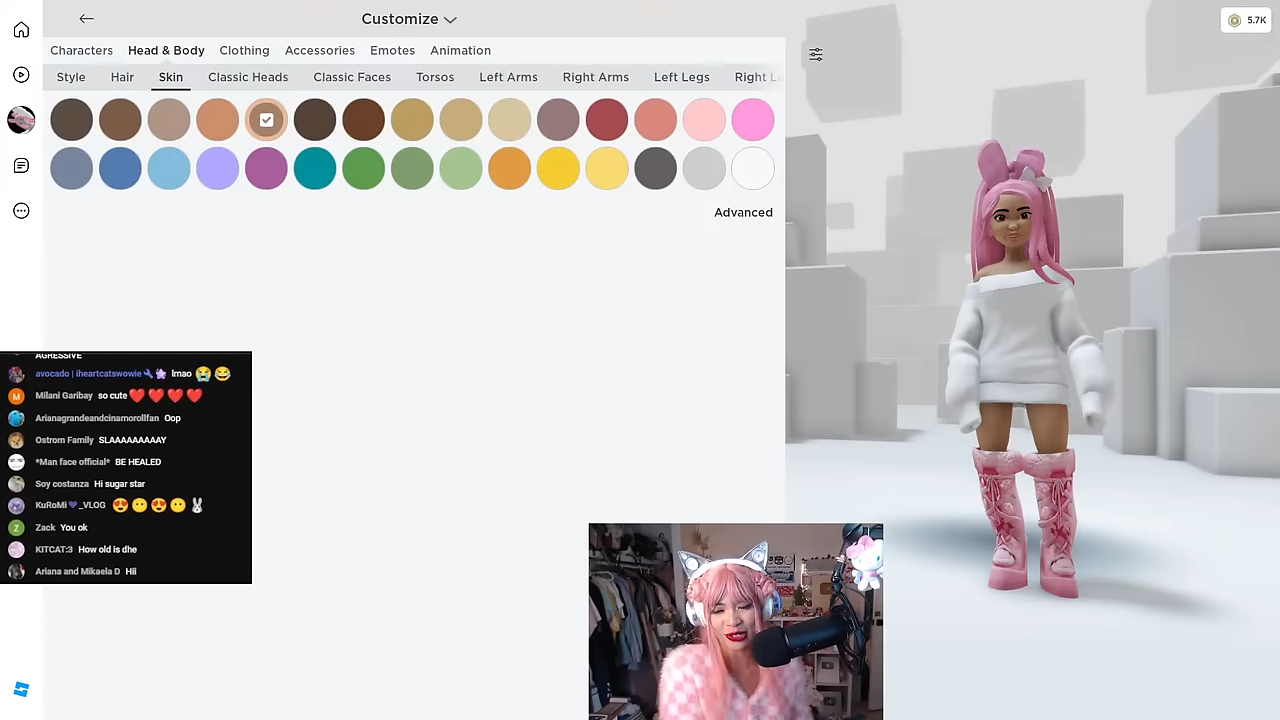 Customize
5.7K
Characters Head & Body Clothing Accessories Emotes Animation
Style Hair Skin Classic Heads Classic Faces Torsos Left Arms Right Arms Left Legs Right L
Advanced
AGRESSIVE
avocado | iheartcatswowie lmao 😭😂
Milani Garibay so cute❤️❤️❤️❤️
Arianagrandeandcinamorollfan Oop
Ostrom Family SLAAAAAAAAY
*Man face official* BE HEALED
Soy costanza Hi sugar star
KuRoMi💜_VLOG 😍😶😍😶🐰
Zack You ok
KITCAT:3 How old is dhe
Ariana and Mikaela D Hii